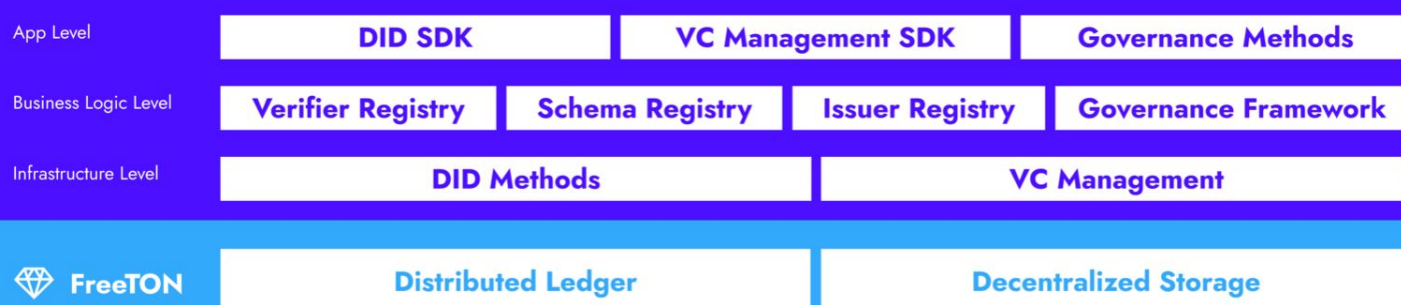 App Level
DID SDK
VC Management SDK
Governance Methods
Business Logic Level
Verifier Registry
Schema Registry
Issuer Registry
Governance Framework
Infrastructure Level
DID Methods
VC Management
FreeTON
Distributed Ledger
Decentralized Storage